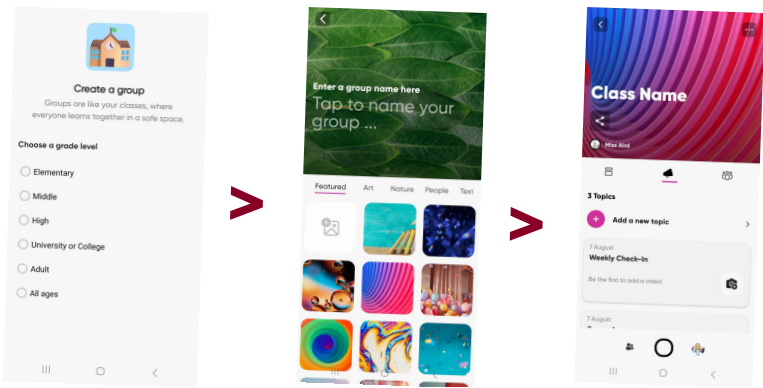 Create a group
Groups are like your classes, where
everyone learns together in a safe space.
Choose a grade level
Elementary
Middle
High
University or College
Adult
All ages
>
Enter a group name here
Tap to name your
group ...
Featured Art Nature People Text
>
Class Name
Miss Aird
3 Topics
Add a new topic
7 August
Weekly Check-In
Be the first to add a video!
7 August